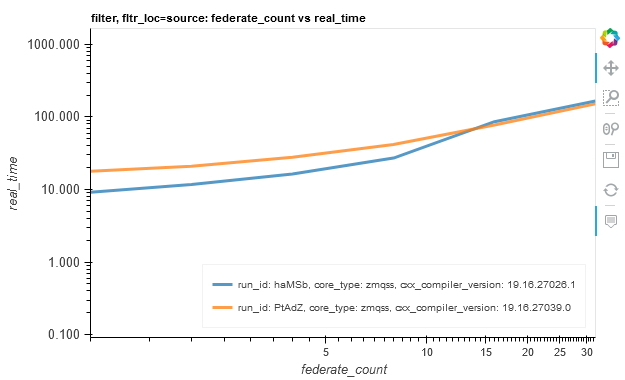 filter, fltr_loc=source: federate_count vs real_time
1000.000
100.000
10.000
1.000
0.100
real_time
run_id: haMSb, core_type: zmqss, cxx_compiler_version: 19.16.27026.1
run_id: PtAdZ, core_type: zmqss, cxx_compiler_version: 19.16.27039.0
5
10
15
20
25
30
federate_count